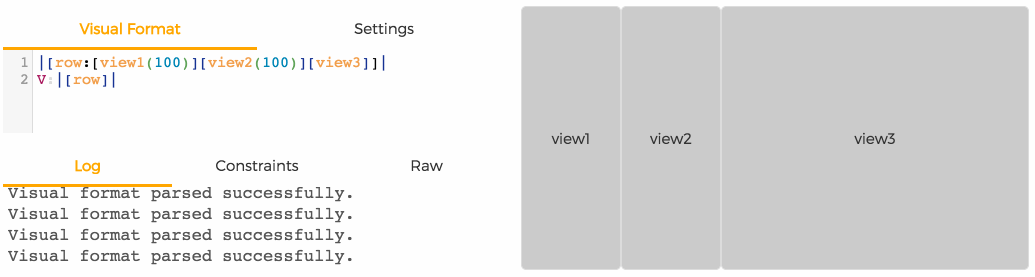 Visual Format Settings
1 |[row:[view1(100)][view2(100)][view3]]|
2 V:|[row]|
Log Constraints Raw
Visual format parsed successfully.
Visual format parsed successfully.
Visual format parsed successfully.
Visual format parsed successfully.
view1 view2 view3